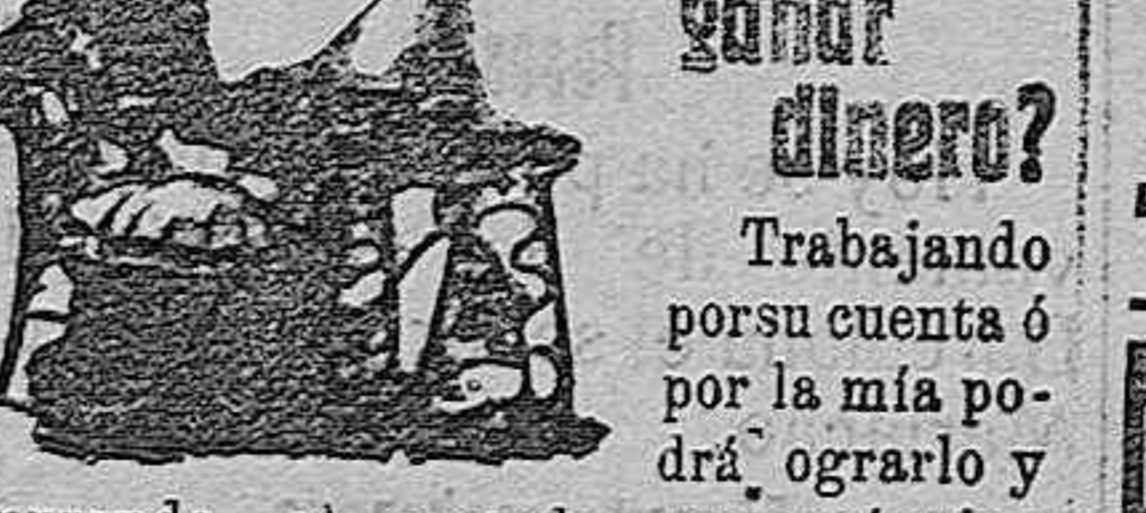 ganar
dinero?
Trabajando
porsu cuenta ó
por la mía po-
drá ograrlo y